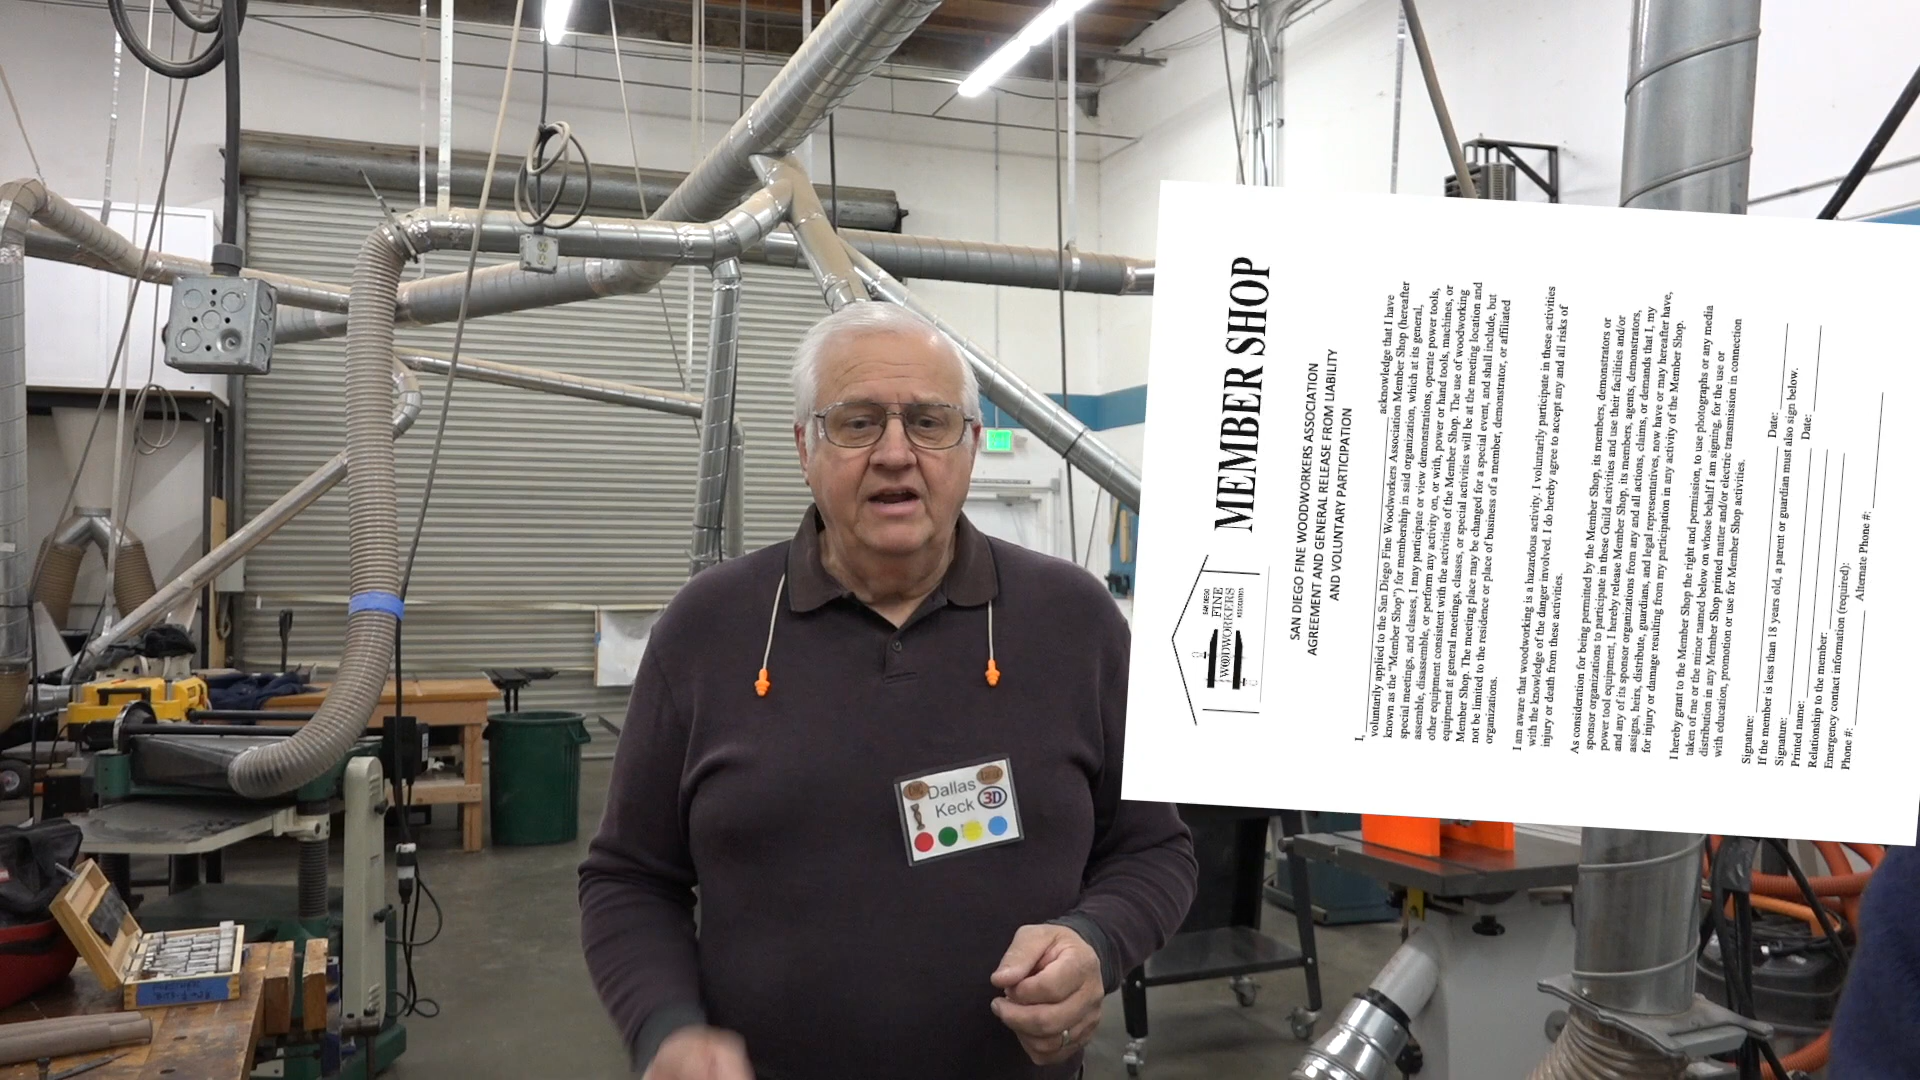 Dallas
Keck
3D
SAN DIEGO
FINE
WOODWORKERS
ASSOCIATION
MEMBER SHOP
SAN DIEGO FINE WOODWORKERS ASSOCIATION
AGREEMENT AND GENERAL RELEASE FROM LIABILITY
AND VOLUNTARY PARTICIPATION
I, ____________________ acknowledge that I have
voluntarily applied to the San Diego Fine Woodworkers Association Member Shop (hereafter
known as the "Member Shop") for membership in said organization, which at its general,
special meetings, and classes, I may participate or view demonstrations, operate power tools,
assemble, disassemble, or perform any activity on, or with, power or hand tools, machines, or
other equipment consistent with the activities of the Member Shop. The use of woodworking
equipment at general meetings, classes, or special activities will be at the meeting location and
Member Shop. The meeting place may be changed for a special event, and shall include, but
not be limited to the residence or place of business of a member, demonstrator, or affiliated
organizations.
I am aware that woodworking is a hazardous activity. I voluntarily participate in these activities
with the knowledge of the danger involved. I do hereby agree to accept any and all risks of
injury or death from these activities.
As consideration for being permitted by the Member Shop, its members, demonstrators or
sponsor organizations to participate in these Guild activities and use their facilities and/or
power tool equipment, I hereby release Member Shop, its members, agents, demonstrators,
and any of its sponsor organizations from any and all actions, claims, or demands that I, my
assigns, heirs, distribute, guardians, and legal representatives, now have or may hereafter have,
for injury or damage resulting from my participation in any activity of the Member Shop.
I hereby grant to the Member Shop the right and permission, to use photographs or any media
taken of me or the minor named below on whose behalf I am signing, for the use or
distribution in any Member Shop printed matter and/or electric transmission in connection
with education, promotion or use for Member Shop activities.
Signature: ____________________ Date: __________
If the member is less than 18 years old, a parent or guardian must also sign below.
Signature: ____________________ Date: __________
Printed name: ____________________
Relationship to the member: ____________________
Emergency contact information (required): ____________________
Phone #: ____________________ Alternate Phone #: ____________________